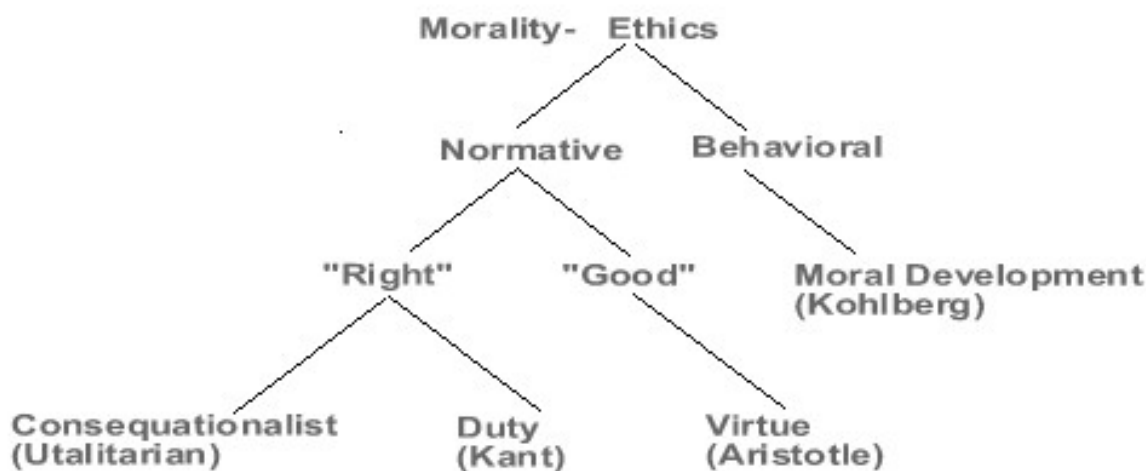 Morality- Ethics
Normative
Behavioral
"Right"
"Good"
Moral Development
(Kohlberg)
Consequationalist
(Utalitarian)
Duty
(Kant)
Virtue
(Aristotle)